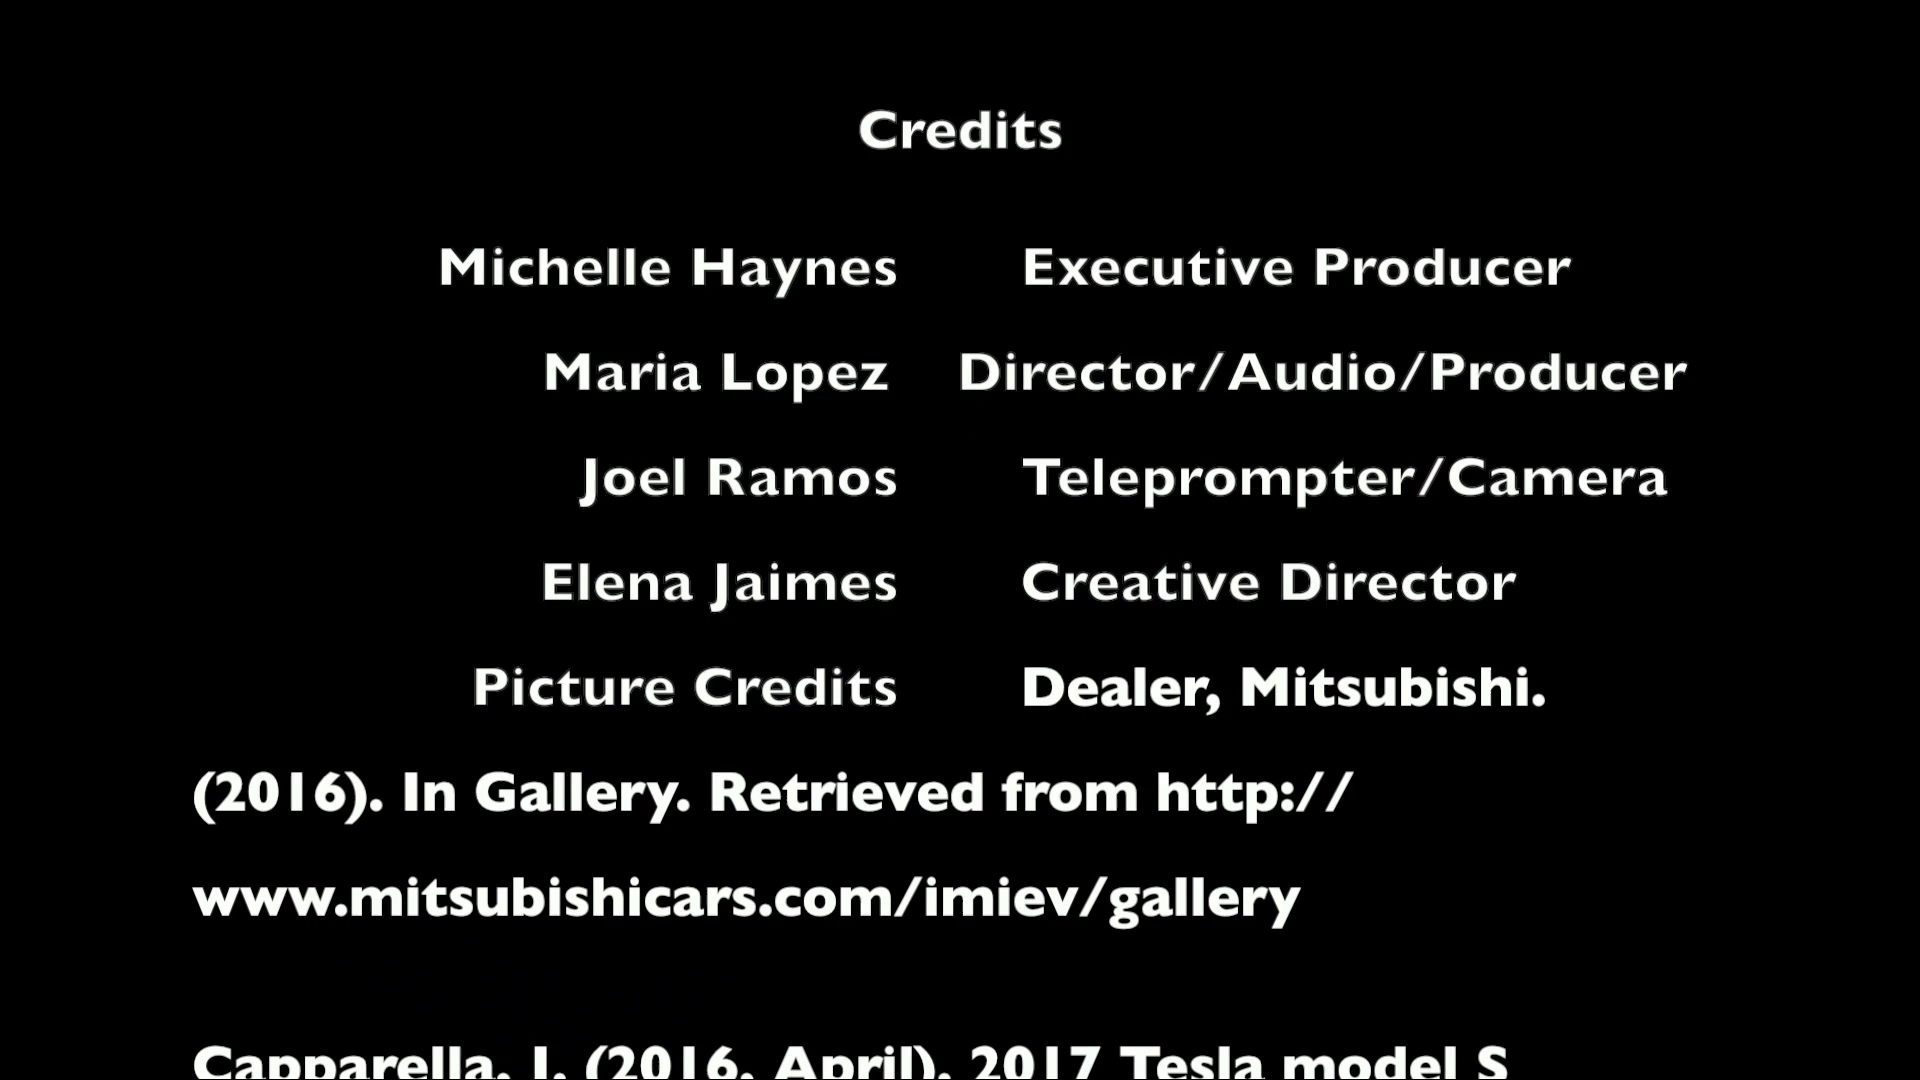 Credits
Michelle Haynes Executive Producer
Maria Lopez Director/Audio/Producer
Joel Ramos Teleprompter/Camera
Elena Jaimes Creative Director
Picture Credits Dealer, Mitsubishi.
(2016). In Gallery. Retrieved from http://
www.mitsubishicars.com/imiev/gallery
Capparella, (2016, April). 2017 Tesla model S